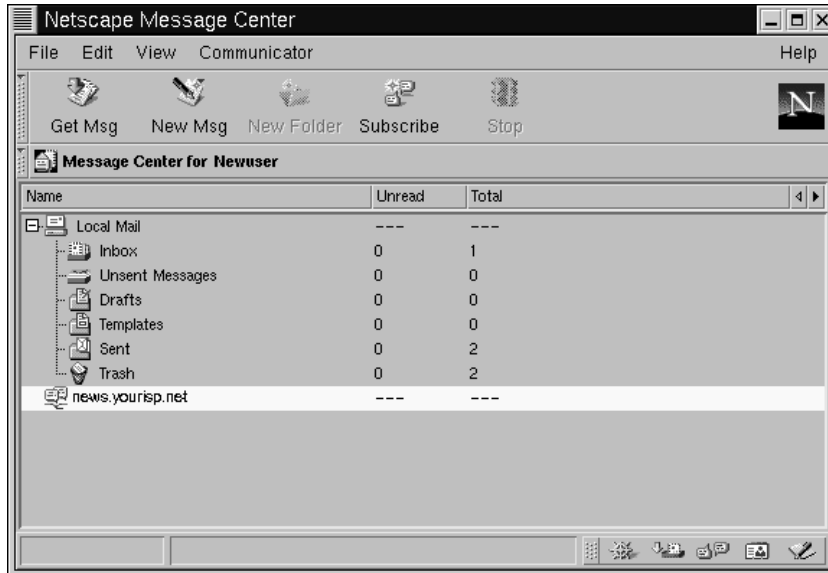 Netscape Message Center
File Edit View Communicator Help
Get Msg New Msg New Folder Subscribe Stop
N
Message Center for Newuser
Name Unread Total
Local Mail --- ---
Inbox 0 1
Unsent Messages 0 0
Drafts 0 0
Templates 0 0
Sent 0 2
Trash 0 2
news.yourisp.net --- ---